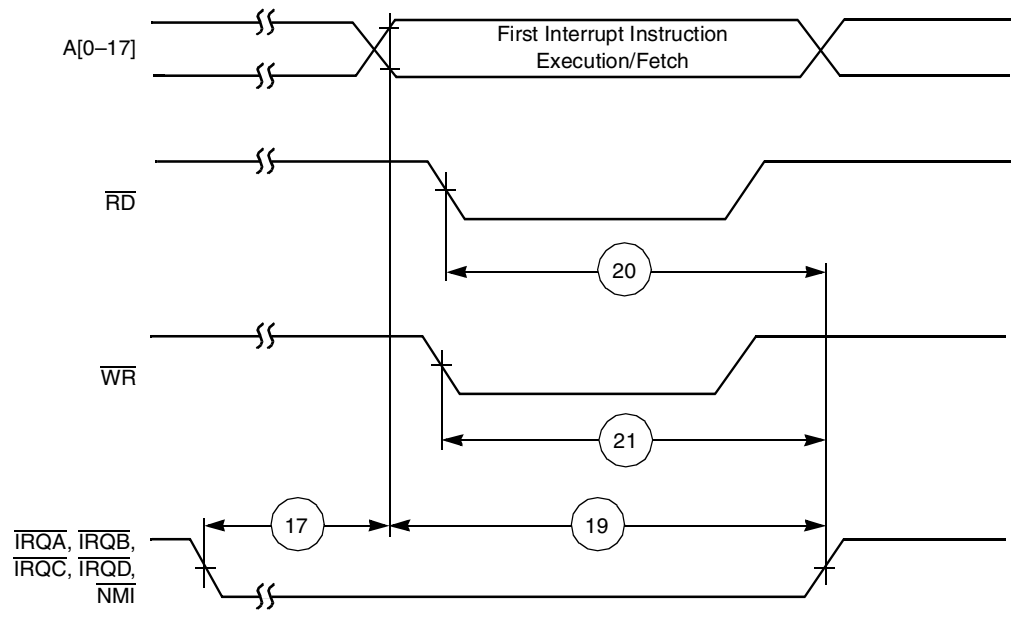 A[0–17]
First Interrupt Instruction
Execution/Fetch
RD
20
WR
21
17
19
IRQA, IRQB,
IRQC, IRQD,
NMI